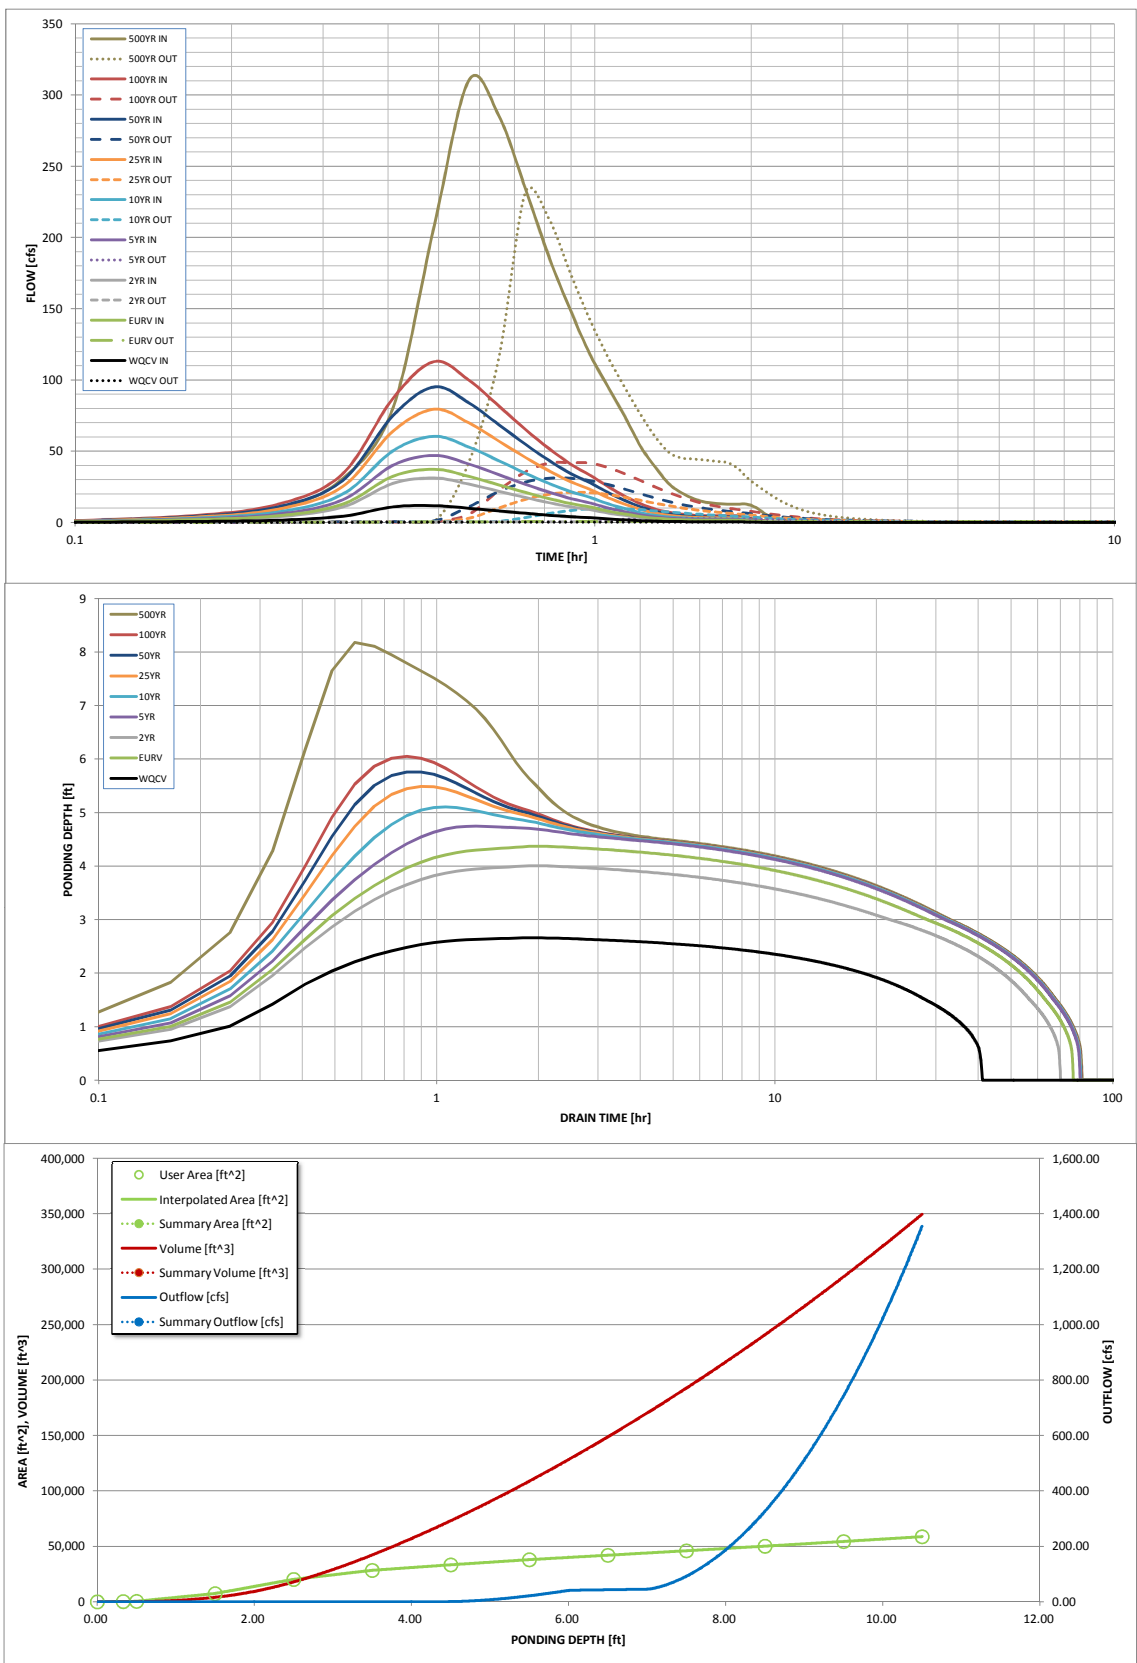 350
300
250
200
150
100
50
0
FLOW [cfs]
500YR IN
500YR OUT
100YR IN
100YR OUT
50YR IN
50YR OUT
25YR IN
25YR OUT
10YR IN
10YR OUT
5YR IN
5YR OUT
2YR IN
2YR OUT
EURV IN
EURV OUT
WQCV IN
WQCV OUT
0.1 1 10
TIME [hr]
9
8
7
6
5
4
3
2
1
0
PONDING DEPTH [ft]
500YR
100YR
50YR
25YR
10YR
5YR
2YR
EURV
WQCV
0.1 1 10 100
DRAIN TIME [hr]
400,000
350,000
300,000
250,000
200,000
150,000
100,000
50,000
0
AREA [ft^2], VOLUME [ft^3]
User Area [ft^2]
Interpolated Area [ft^2]
Summary Area [ft^2]
Volume [ft^3]
Summary Volume [ft^3]
Outflow [cfs]
Summary Outflow [cfs]
1,600.00
1,400.00
1,200.00
1,000.00
800.00
600.00
400.00
200.00
0.00
OUTFLOW [cfs]
0.00 2.00 4.00 6.00 8.00 10.00 12.00
PONDING DEPTH [ft]